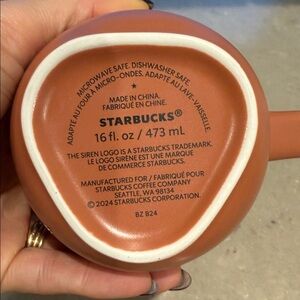 MICROWAVE SAFE. DISHWASHER SAFE.
ADAPTE AU FOUR À MICRO-ONDES. ADAPTE AU LAVE-VAISSELLE.
MADE IN CHINA.
FABRIQUÉ EN CHINE.
STARBUCKS®
16 fl. oz / 473 mL
THE SIREN LOGO IS A STARBUCKS TRADEMARK.
LE LOGO SIRÈNE EST UNE MARQUE
DE COMMERCE STARBUCKS.
MANUFACTURED FOR / FABRIQUÉ POUR
STARBUCKS COFFEE COMPANY
SEATTLE, WA 98134
© 2024 STARBUCKS CORPORATION.
BZ 824